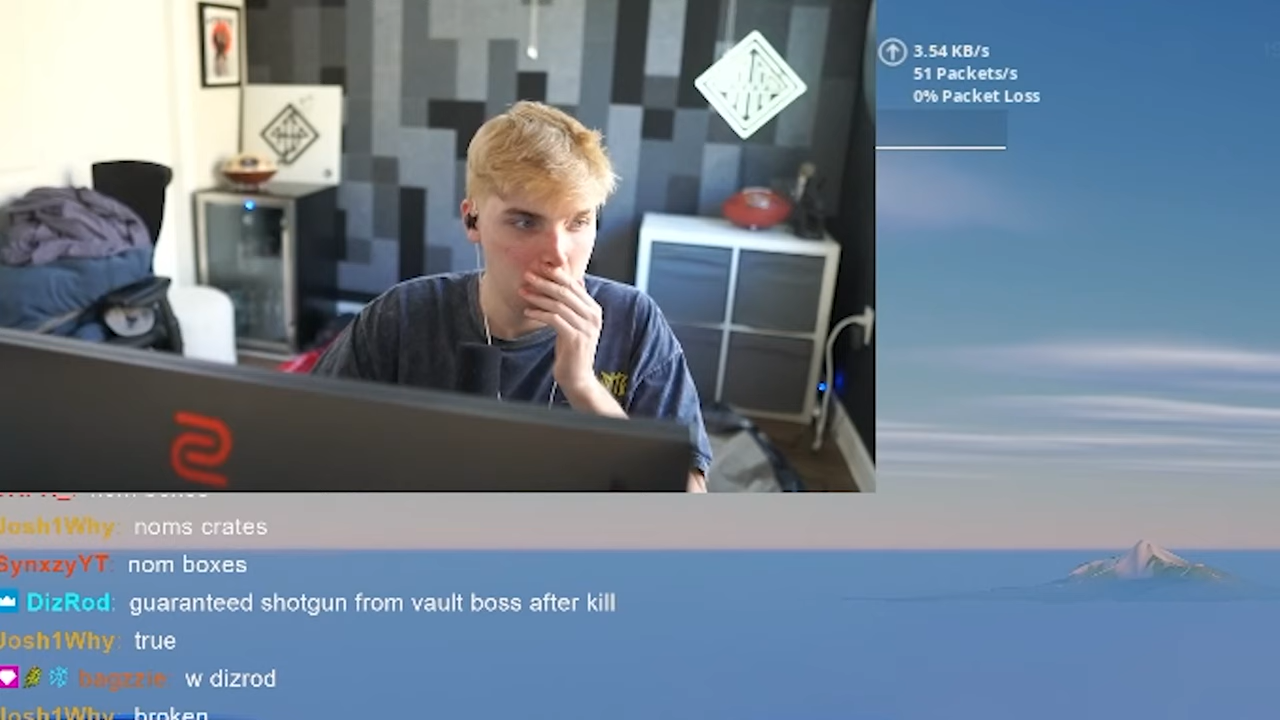 3.54 KB/s
51 Packets/s
0% Packet Loss
Josh1Why: noms crates
SynxzyYT: nom boxes
DizRod: guaranteed shotgun from vault boss after kill
Josh1Why: true
bagzzie: w dizrod
Josh1Why: broken